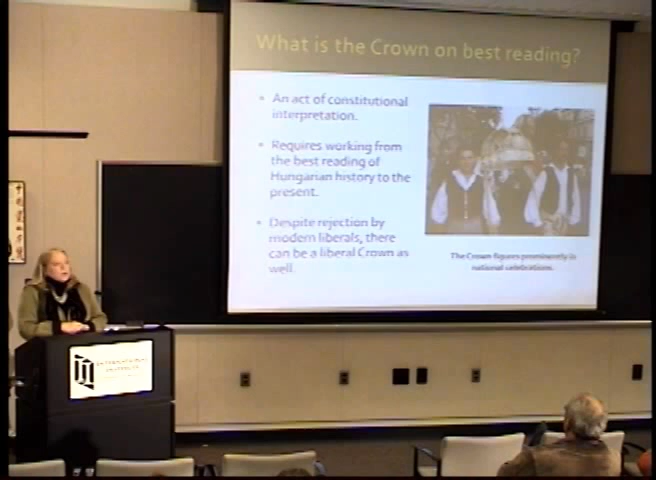 What is the Crown on best reading?
• An act of constitutional
interpretation.
• Requires working from
the best reading of
Hungarian history to the
present.
• Despite rejection by
modern liberals, there
can be a liberal Crown as
well.
The Crown figures prominently in
national celebrations.